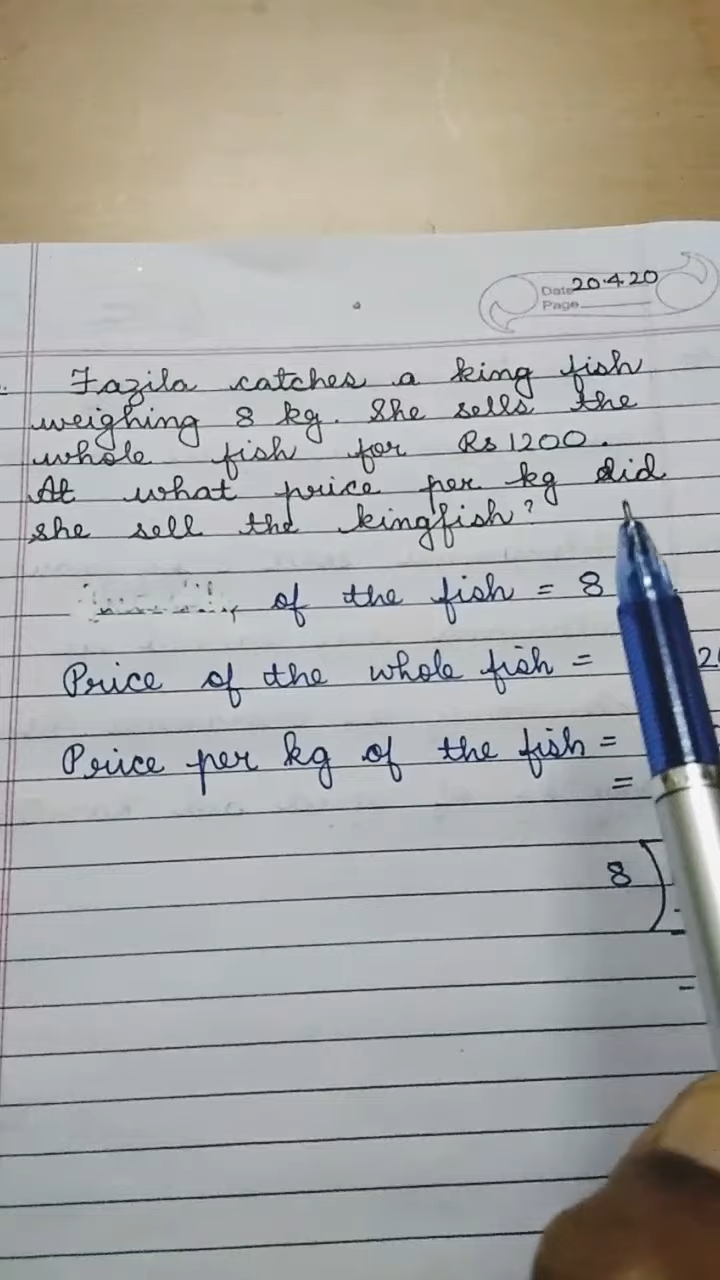 Date 20.4.20
Page
Fazila catches a king fish
weighing 8 kg. She sells the
whole fish for Rs 1200.
At what price per kg did
she sell the kingfish?
of the fish = 8
Price of the whole fish =
Price per kg of the fish =
=
8